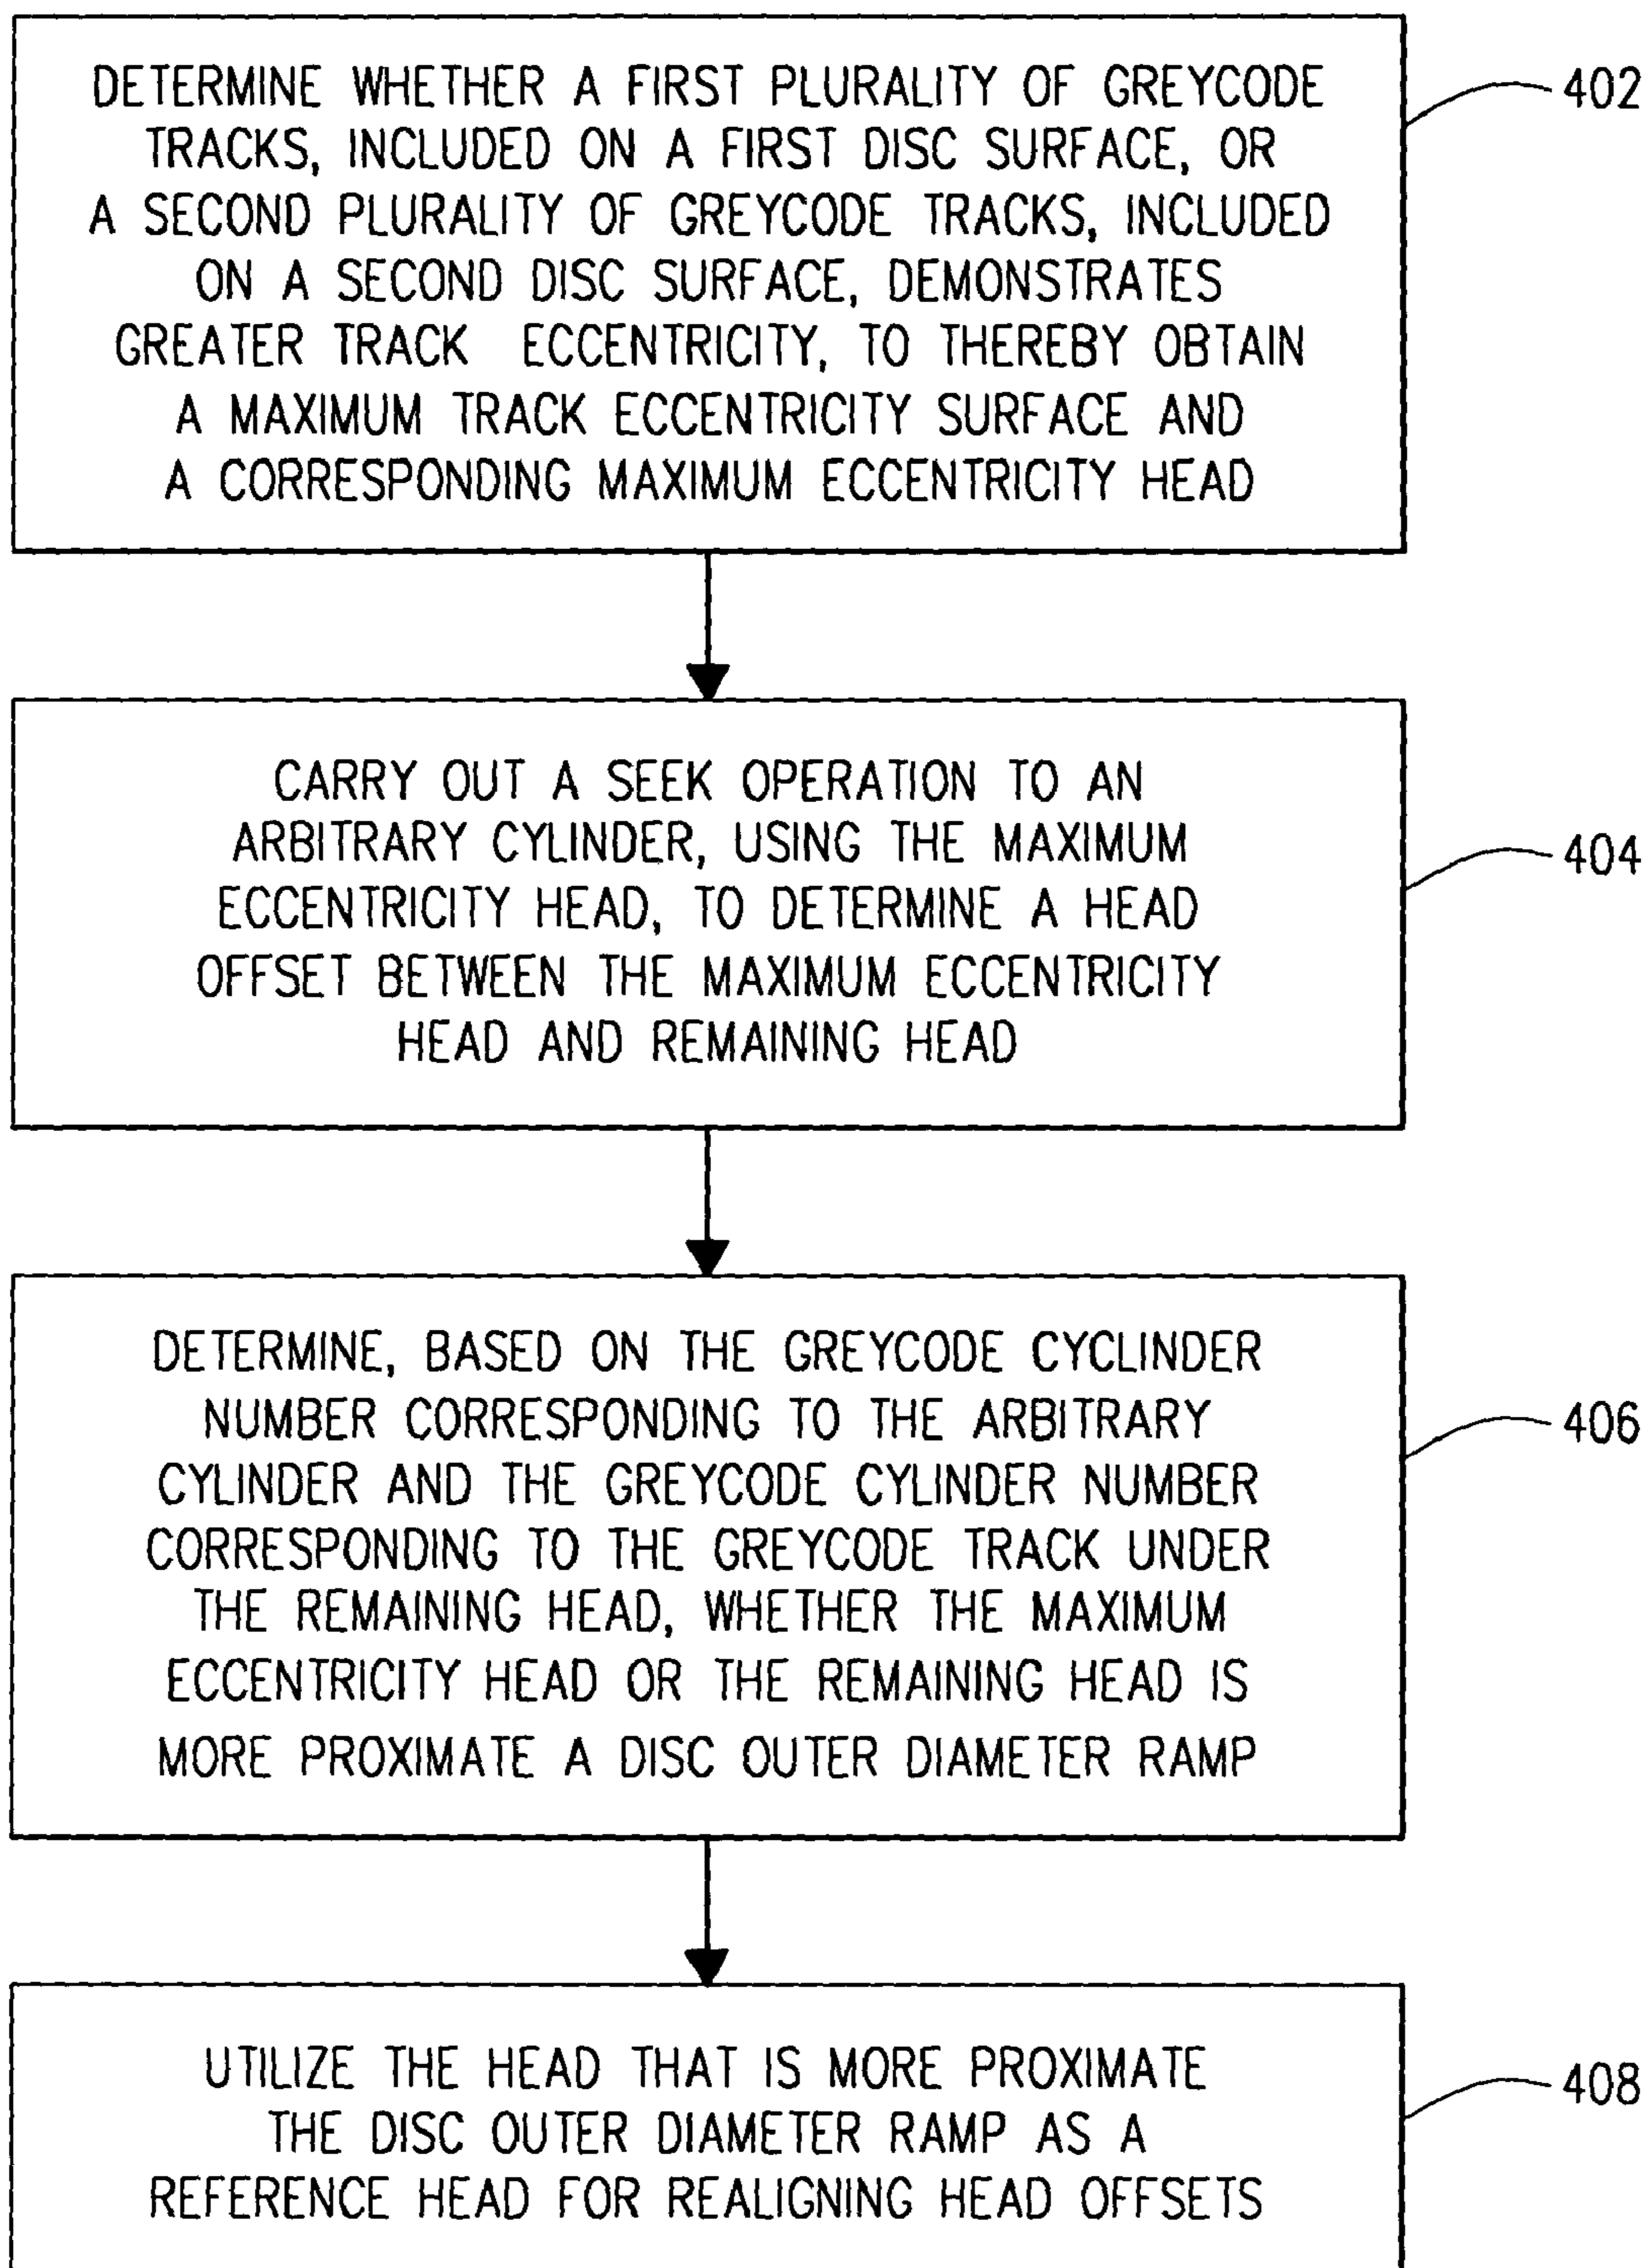 DETERMINE WHETHER A FIRST PLURALITY OF GREYCODE
TRACKS, INCLUDED ON A FIRST DISC SURFACE, OR
A SECOND PLURALITY OF GREYCODE TRACKS, INCLUDED
ON A SECOND DISC SURFACE, DEMONSTRATES
GREATER TRACK ECCENTRICITY, TO THEREBY OBTAIN
A MAXIMUM TRACK ECCENTRICITY SURFACE AND
A CORRESPONDING MAXIMUM ECCENTRICITY HEAD
402
CARRY OUT A SEEK OPERATION TO AN
ARBITRARY CYLINDER, USING THE MAXIMUM
ECCENTRICITY HEAD, TO DETERMINE A HEAD
OFFSET BETWEEN THE MAXIMUM ECCENTRICITY
HEAD AND REMAINING HEAD
404
DETERMINE, BASED ON THE GREYCODE CYCLINDER
NUMBER CORRESPONDING TO THE ARBITRARY
CYLINDER AND THE GREYCODE CYLINDER NUMBER
CORRESPONDING TO THE GREYCODE TRACK UNDER
THE REMAINING HEAD, WHETHER THE MAXIMUM
ECCENTRICITY HEAD OR THE REMAINING HEAD IS
MORE PROXIMATE A DISC OUTER DIAMETER RAMP
406
UTILIZE THE HEAD THAT IS MORE PROXIMATE
THE DISC OUTER DIAMETER RAMP AS A
REFERENCE HEAD FOR REALIGNING HEAD OFFSETS
408